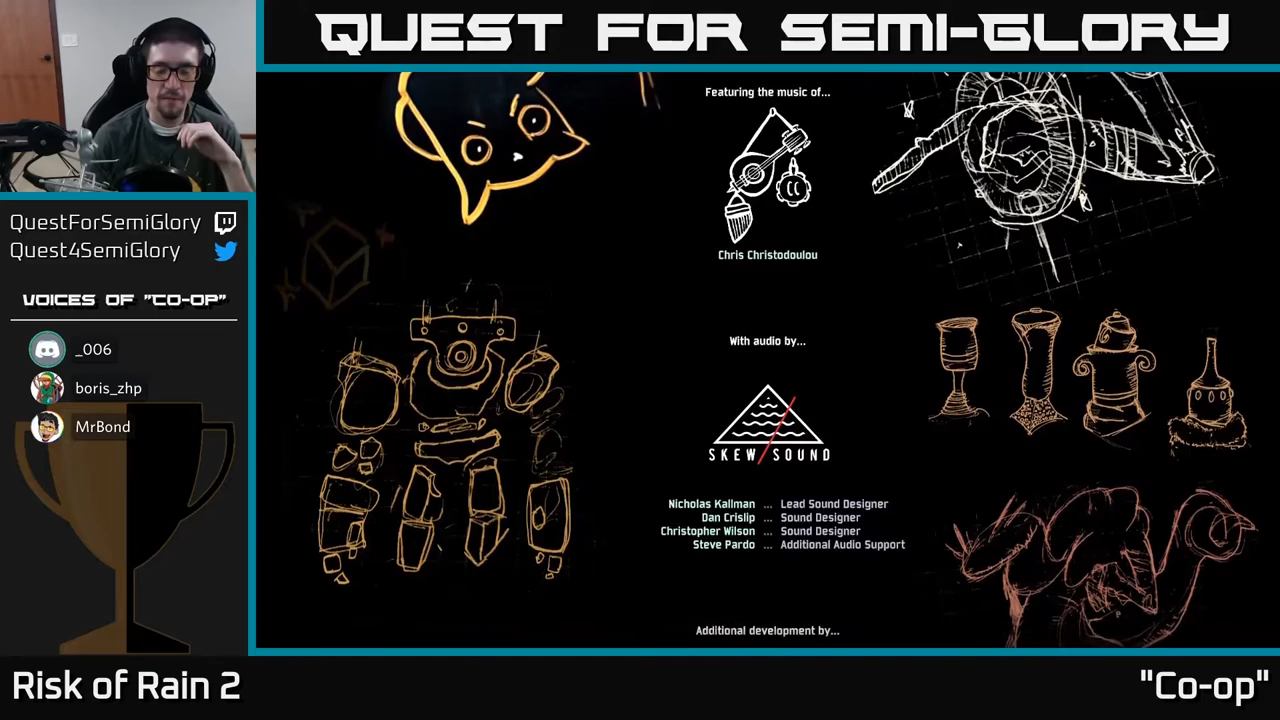 QUEST FOR SEMI-GLORY
QuestForSemiGlory
Quest4SemiGlory
VOICES OF "CO-OP"
_006
boris_zhp
MrBond
Featuring the music of...
Chris Christodoulou
With audio by...
SKEW SOUND
Nicholas Kallman ... Lead Sound Designer
Dan Crislip ... Sound Designer
Christopher Wilson ... Sound Designer
Steve Pardo ... Additional Audio Support
Additional development by...
Risk of Rain 2
"Co-op"